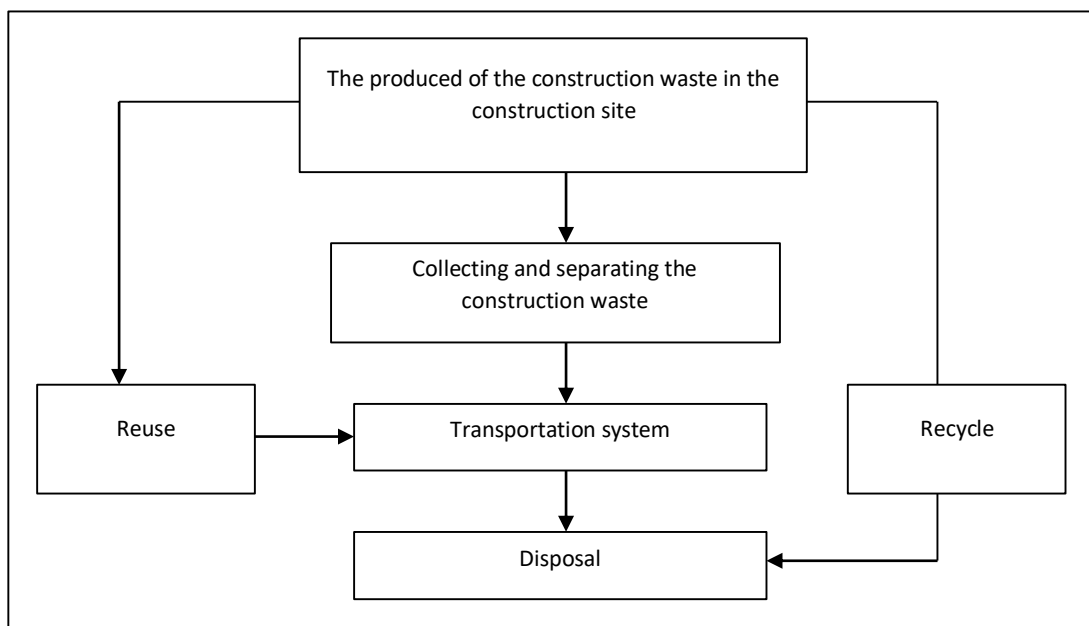 The produced of the construction waste in the
construction site
Collecting and separating the
construction waste
Reuse
Transportation system
Recycle
Disposal